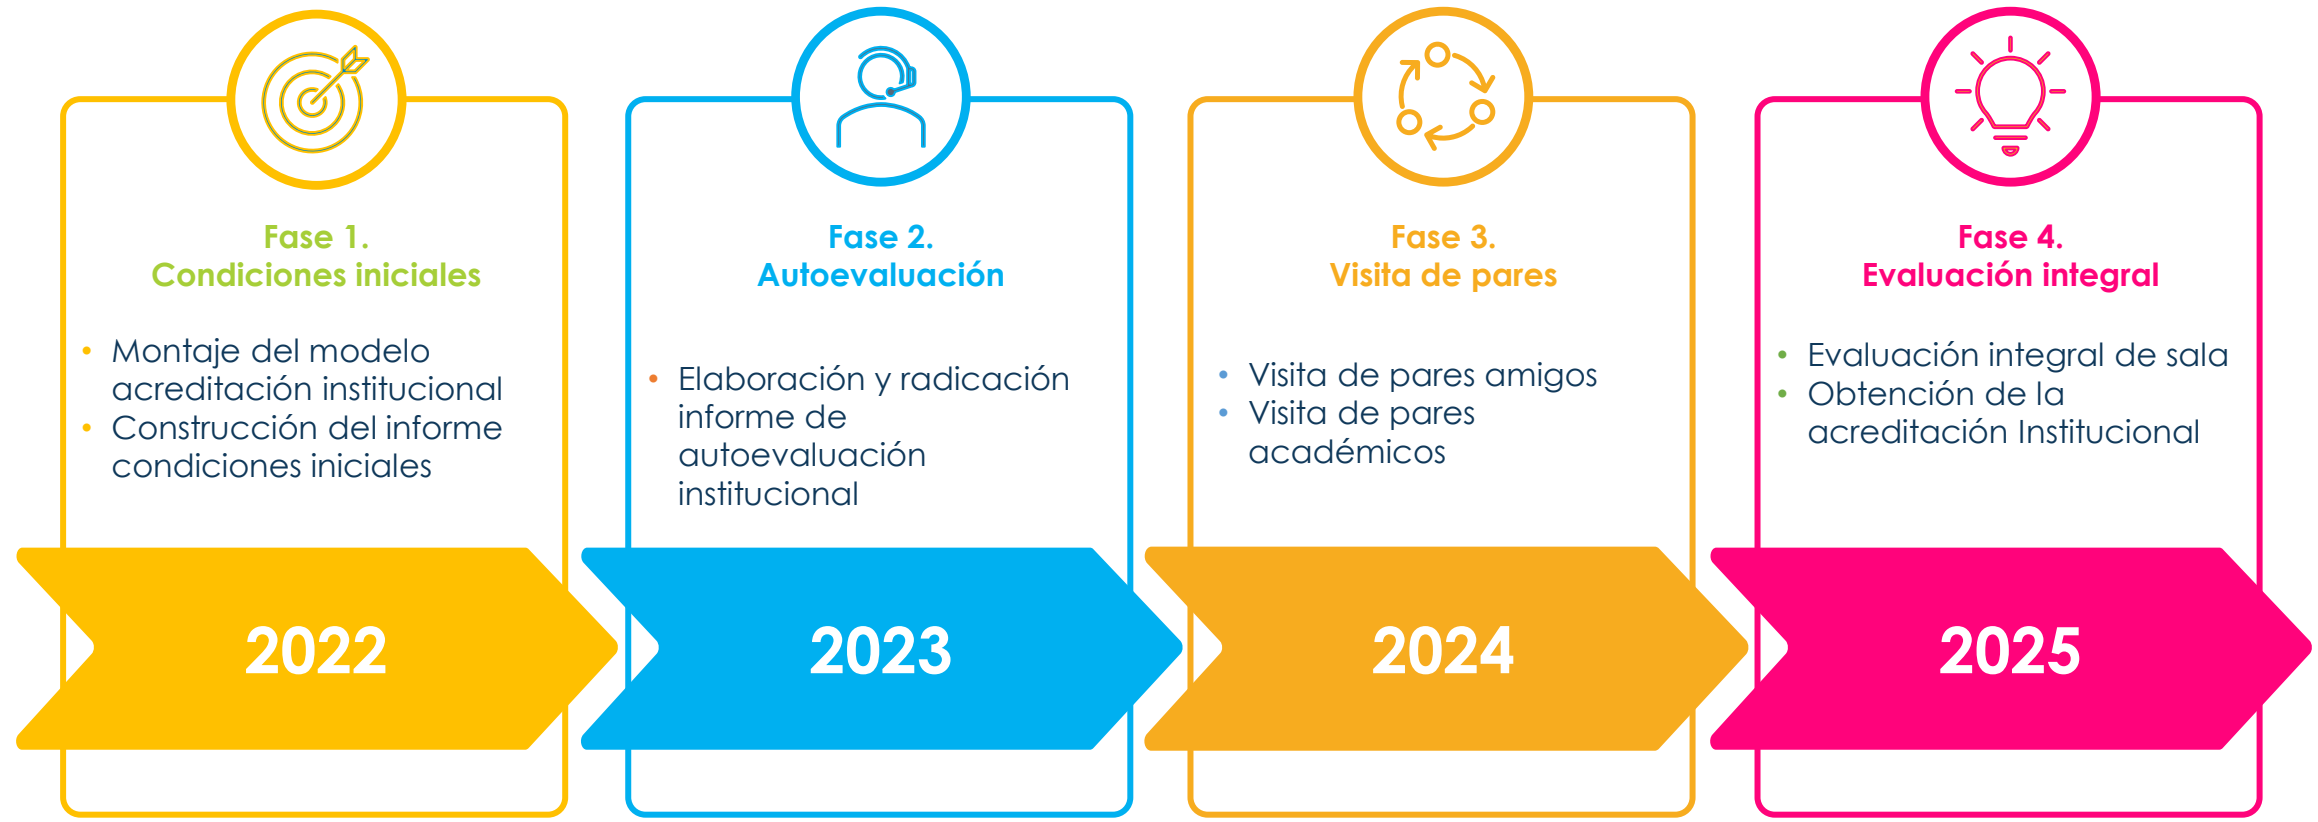 Fase 1.
Condiciones iniciales
• Montaje del modelo
acreditación institucional
• Construcción del informe
condiciones iniciales
2022
Fase 2.
Autoevaluación
• Elaboración y radicación
informe de
autoevaluación
institucional
2023
Fase 3.
Visita de pares
• Visita de pares amigos
• Visita de pares
académicos
2024
Fase 4.
Evaluación integral
• Evaluación integral de sala
• Obtención de la
acreditación Institucional
2025